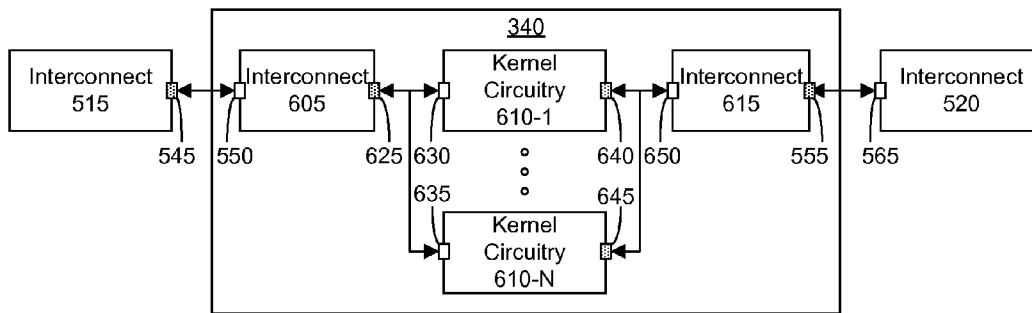 340
Interconnect
515
Interconnect
605
Kernel
Circuitry
610-1
Interconnect
615
Interconnect
520
545
550
625
630
640
650
555
565
635
645
Kernel
Circuitry
610-N